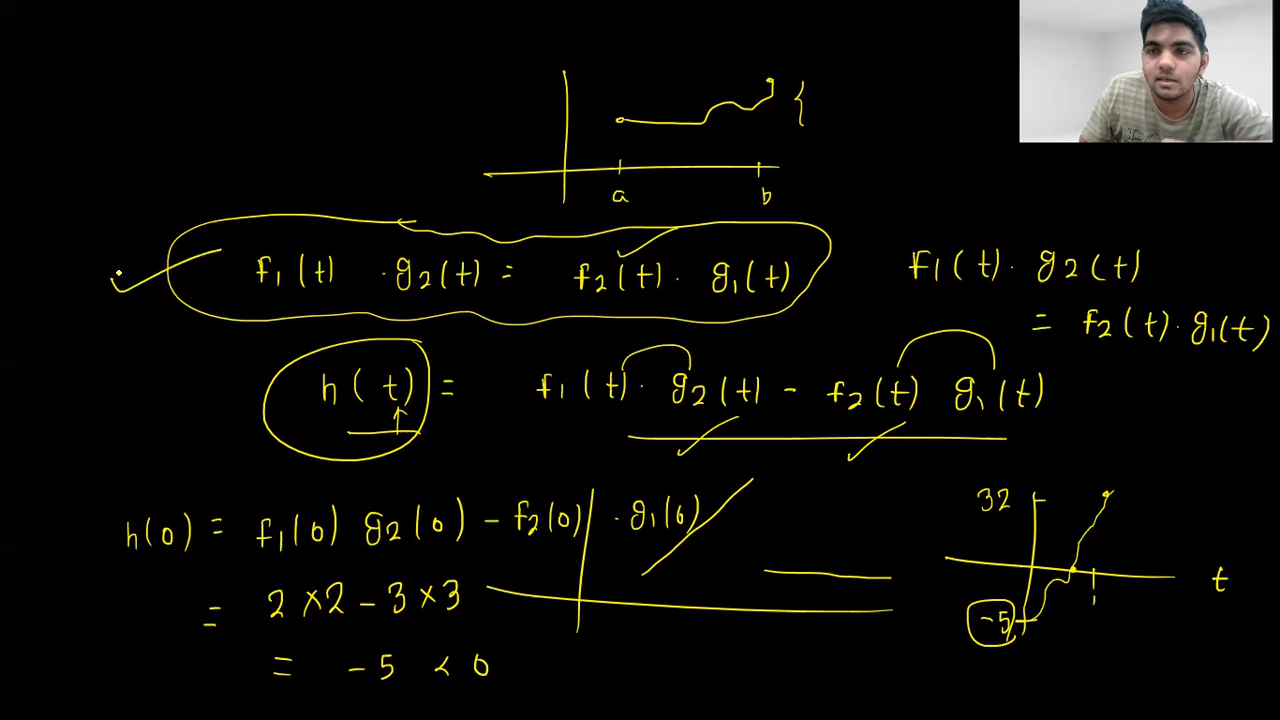 a b
f₁(t) · g₂(t) = f₂(t) · g₁(t)
f₁(t) · g₂(t)
= f₂(t) · g₁(t)
h(t) = f₁(t) · g₂(t) - f₂(t) g₁(t)
h(0) = f₁(0) g₂(0) - f₂(0) · g₁(0)
= 2 × 2 - 3 × 3
= -5 < 0
32
t
1
-5